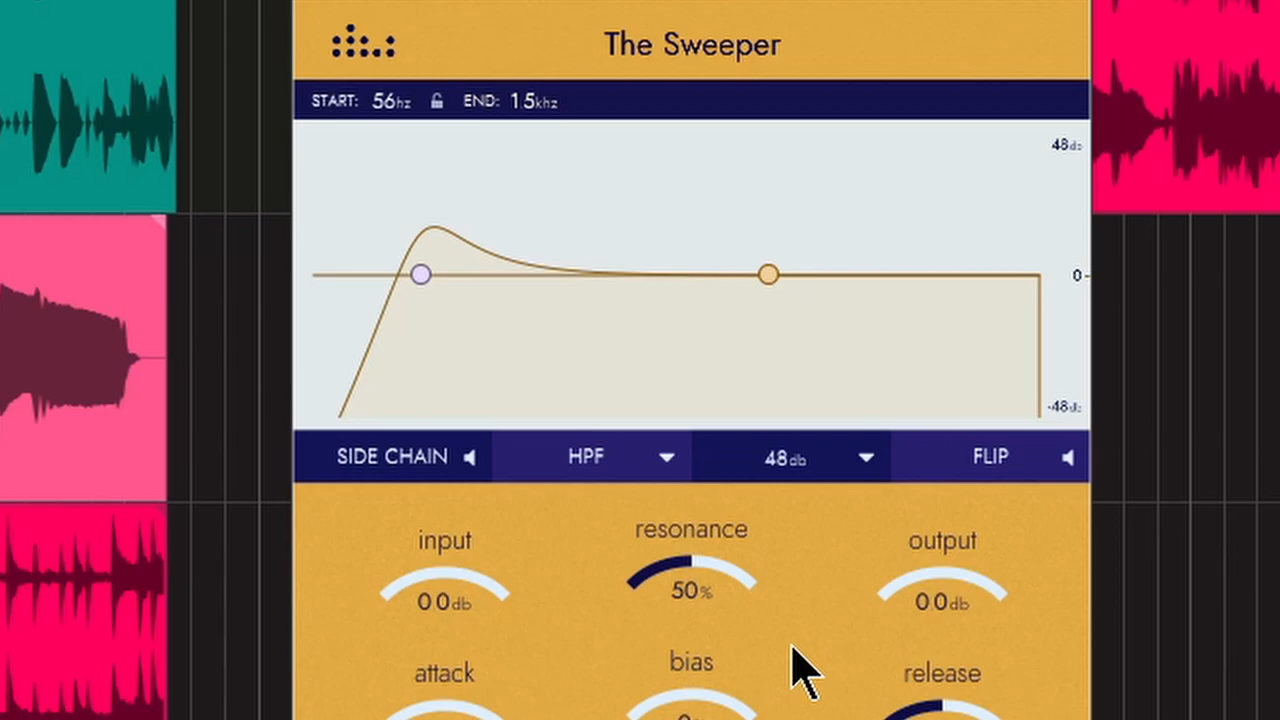 The Sweeper
START: 56hz END: 1.5khz
48db
0
-48db
SIDE CHAIN HPF 48db FLIP
input resonance output
0.0db 50% 0.0db
attack bias release